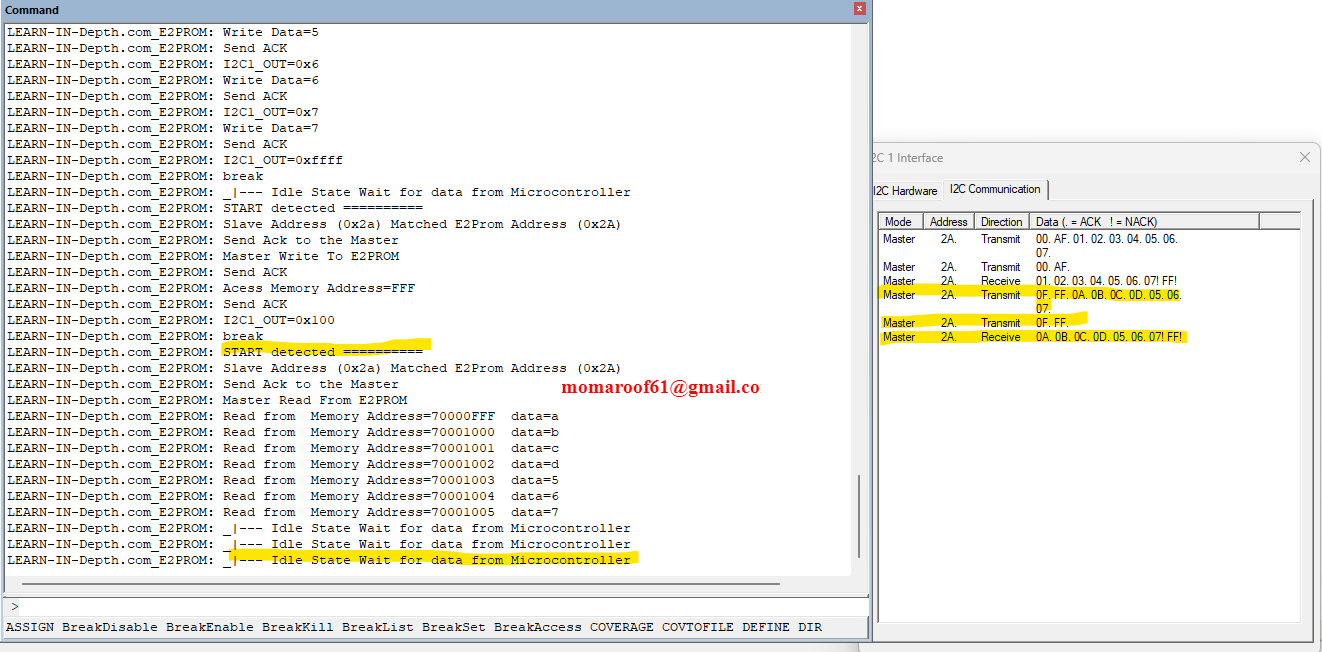 Command
LEARN-IN-Depth.com_E2PROM: Write Data=5
LEARN-IN-Depth.com_E2PROM: Send ACK
LEARN-IN-Depth.com_E2PROM: I2C1_OUT=0x6
LEARN-IN-Depth.com_E2PROM: Write Data=6
LEARN-IN-Depth.com_E2PROM: Send ACK
LEARN-IN-Depth.com_E2PROM: I2C1_OUT=0x7
LEARN-IN-Depth.com_E2PROM: Write Data=7
LEARN-IN-Depth.com_E2PROM: Send ACK
LEARN-IN-Depth.com_E2PROM: I2C1_OUT=0xffff
LEARN-IN-Depth.com_E2PROM: break
LEARN-IN-Depth.com_E2PROM: _|--- Idle State Wait for data from Microcontroller
LEARN-IN-Depth.com_E2PROM: START detected ==========
LEARN-IN-Depth.com_E2PROM: Slave Address (0x2a) Matched E2Prom Address (0x2A)
LEARN-IN-Depth.com_E2PROM: Send Ack to the Master
LEARN-IN-Depth.com_E2PROM: Master Write To E2PROM
LEARN-IN-Depth.com_E2PROM: Send ACK
LEARN-IN-Depth.com_E2PROM: Acess Memory Address=FFF
LEARN-IN-Depth.com_E2PROM: Send ACK
LEARN-IN-Depth.com_E2PROM: I2C1_OUT=0x100
LEARN-IN-Depth.com_E2PROM: break
LEARN-IN-Depth.com_E2PROM: START detected ==========
LEARN-IN-Depth.com_E2PROM: Slave Address (0x2a) Matched E2Prom Address (0x2A)
LEARN-IN-Depth.com_E2PROM: Send Ack to the Master
LEARN-IN-Depth.com_E2PROM: Master Read From E2PROM
LEARN-IN-Depth.com_E2PROM: Read from  Memory Address=70000FFF  data=a
LEARN-IN-Depth.com_E2PROM: Read from  Memory Address=70001000  data=b
LEARN-IN-Depth.com_E2PROM: Read from  Memory Address=70001001  data=c
LEARN-IN-Depth.com_E2PROM: Read from  Memory Address=70001002  data=d
LEARN-IN-Depth.com_E2PROM: Read from  Memory Address=70001003  data=5
LEARN-IN-Depth.com_E2PROM: Read from  Memory Address=70001004  data=6
LEARN-IN-Depth.com_E2PROM: Read from  Memory Address=70001005  data=7
LEARN-IN-Depth.com_E2PROM: _|--- Idle State Wait for data from Microcontroller
LEARN-IN-Depth.com_E2PROM: _|--- Idle State Wait for data from Microcontroller
LEARN-IN-Depth.com_E2PROM: _|--- Idle State Wait for data from Microcontroller
momaroof61@gmail.co
>
ASSIGN BreakDisable BreakEnable BreakKill BreakList BreakSet BreakAccess COVERAGE COVTOFILE DEFINE DIR
2C 1 Interface
I2C Hardware I2C Communication
Mode Address Direction Data (. = ACK ! = NACK)
Master 2A. Transmit 00. AF. 01. 02. 03. 04. 05. 06.
07.
Master 2A. Transmit 00. AF.
Master 2A. Receive 01. 02. 03. 04. 05. 06. 07! FF!
Master 2A. Transmit 0F. FF. 0A. 0B. 0C. 0D. 05. 06.
07.
Master 2A. Transmit 0F. FF.
Master 2A. Receive 0A. 0B. 0C. 0D. 05. 06. 07! FF!